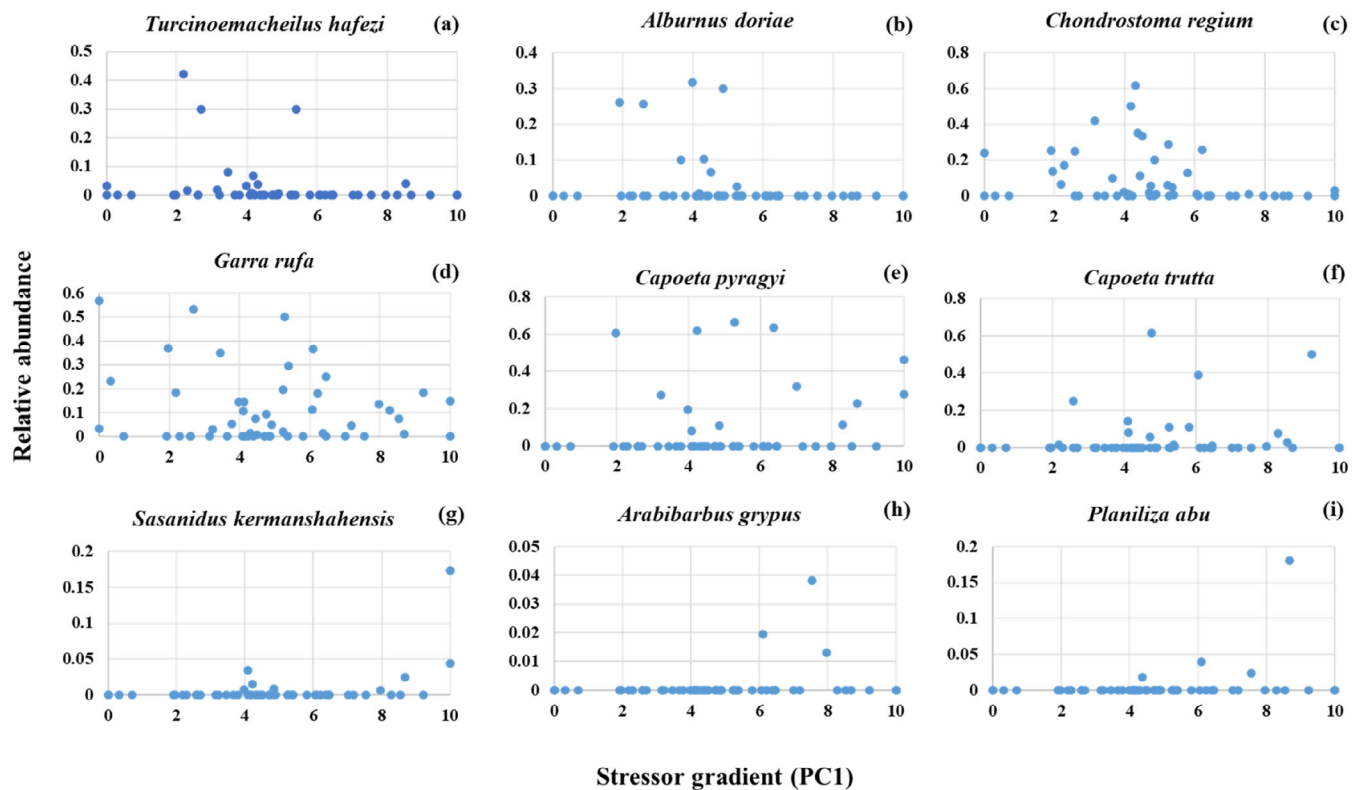 Turcinoemacheilus hafezi (a)
0.5
0.4
0.3
0.2
0.1
0
0 2 4 6 8 10
Alburnus doriae (b)
0.4
0.3
0.2
0.1
0
0 2 4 6 8 10
Chondrostoma regium (c)
0.8
0.6
0.4
0.2
0
0 2 4 6 8 10
Relative abundance
Garra rufa (d)
0.6
0.5
0.4
0.3
0.2
0.1
0
0 2 4 6 8 10
Capoeta pyragyi (e)
0.8
0.6
0.4
0.2
0
0 2 4 6 8 10
Capoeta trutta (f)
0.8
0.6
0.4
0.2
0
0 2 4 6 8 10
Sasanidus kermanshahensis (g)
0.2
0.15
0.1
0.05
0
0 2 4 6 8 10
Arabibarbus grypus (h)
0.05
0.04
0.03
0.02
0.01
0.00
0 2 4 6 8 10
Planiliza abu (i)
0.2
0.15
0.1
0.05
0
0 2 4 6 8 10
Stressor gradient (PC1)